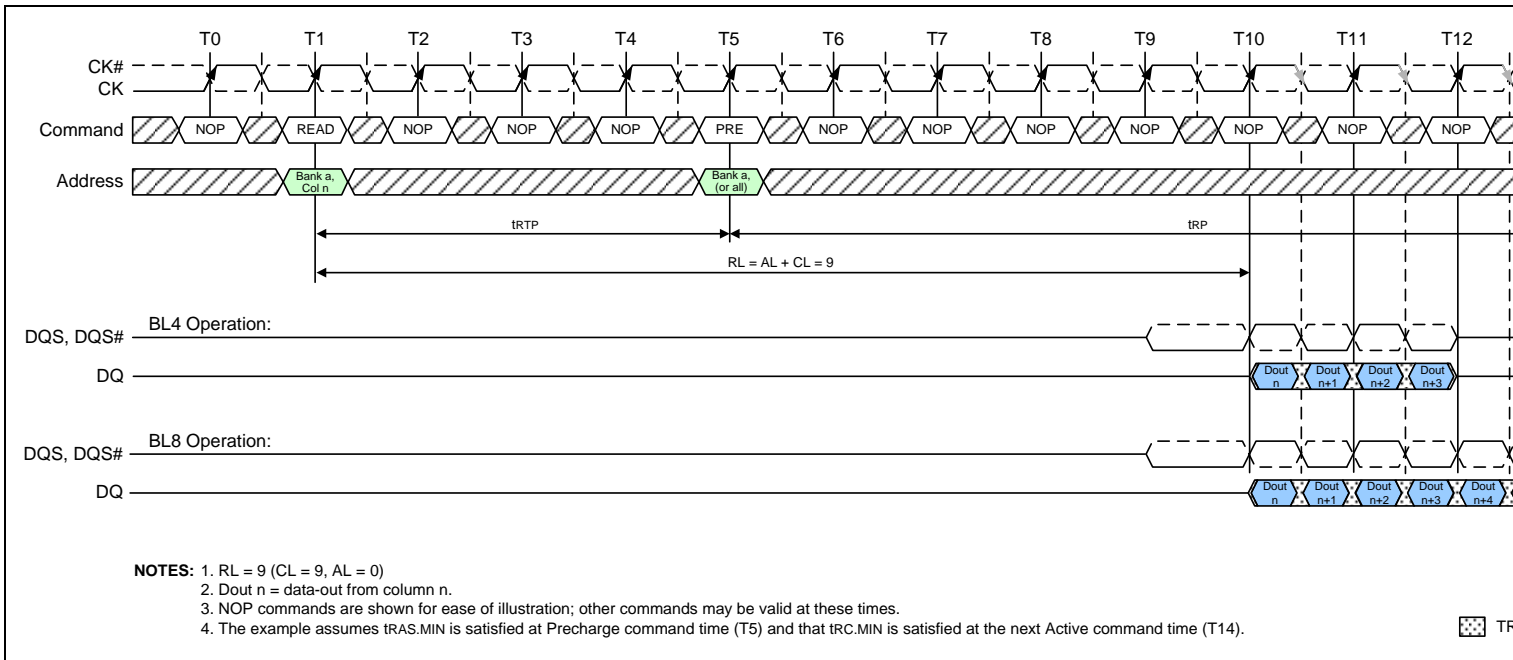 T0 T1 T2 T3 T4 T5 T6 T7 T8 T9 T10 T11 T12
CK#
CK
Command NOP READ NOP NOP NOP PRE NOP NOP NOP NOP NOP NOP NOP
Address Bank a, Col n Bank a, (or all)
tRTP tRP
RL = AL + CL = 9
BL4 Operation:
DQS, DQS#
DQ Dout n Dout n+1 Dout n+2 Dout n+3
BL8 Operation:
DQS, DQS#
DQ Dout n Dout n+1 Dout n+2 Dout n+3 Dout n+4
NOTES: 1. RL = 9 (CL = 9, AL = 0)
2. Dout n = data-out from column n.
3. NOP commands are shown for ease of illustration; other commands may be valid at these times.
4. The example assumes tRAS.MIN is satisfied at Precharge command time (T5) and that tRC.MIN is satisfied at the next Active command time (T14).